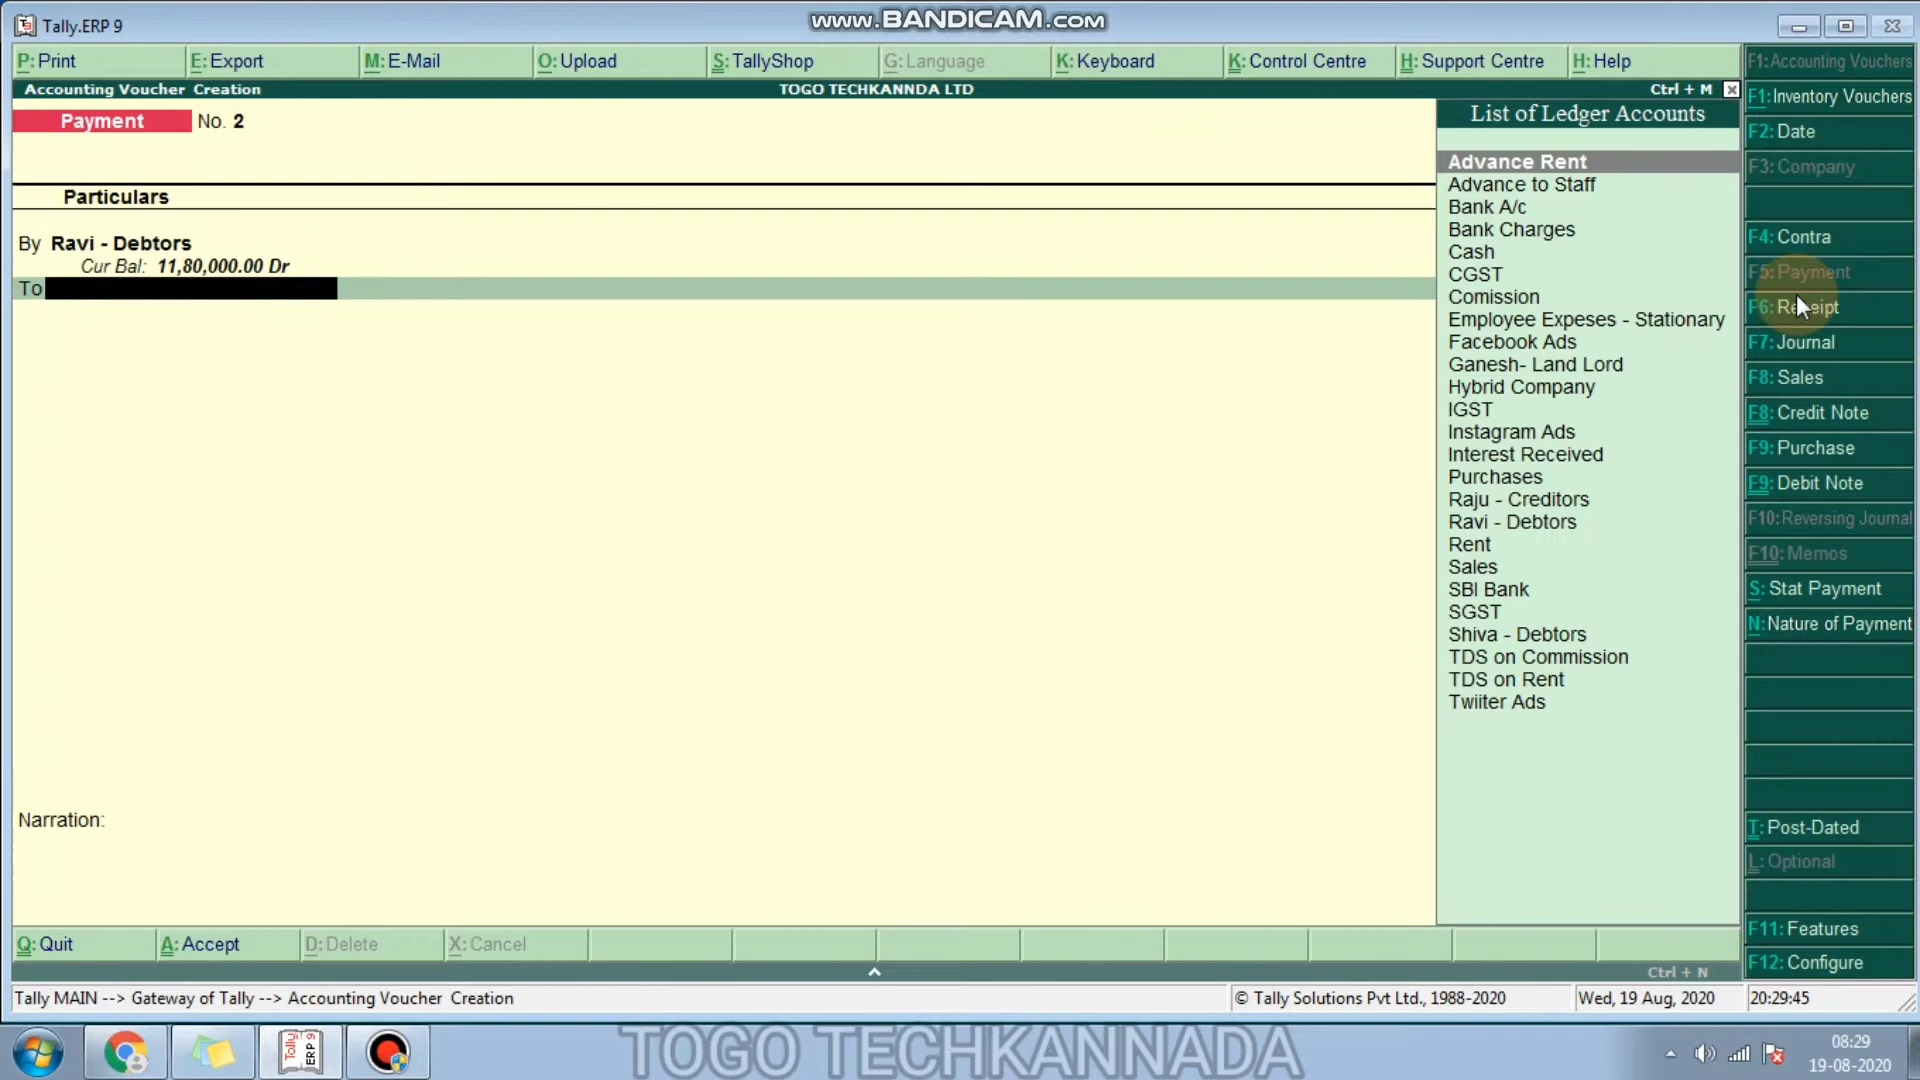 www.BANDICAM.com
Tally.ERP 9
P: Print
E: Export
M: E-Mail
O: Upload
S: TallyShop
G: Language
K: Keyboard
K: Control Centre
H: Support Centre
H: Help
Accounting Voucher Creation
TOGO TECHKANNDA LTD
Ctrl + M
Payment No. 2
Particulars
By Ravi - Debtors
Cur Bal: 11,80,000.00 Dr
To
Narration:
List of Ledger Accounts
Advance Rent
Advance to Staff
Bank A/c
Bank Charges
Cash
CGST
Comission
Employee Expeses - Stationary
Facebook Ads
Ganesh- Land Lord
Hybrid Company
IGST
Instagram Ads
Interest Received
Purchases
Raju - Creditors
Ravi - Debtors
Rent
Sales
SBI Bank
SGST
Shiva - Debtors
TDS on Commission
TDS on Rent
Twiiter Ads
F1: Accounting Vouchers
F1: Inventory Vouchers
F2: Date
F3: Company
F4: Contra
F5: Payment
F6: Receipt
F7: Journal
F8: Sales
F8: Credit Note
F9: Purchase
F9: Debit Note
F10: Reversing Journal
F10: Memos
S: Stat Payment
N: Nature of Payment
T: Post-Dated
L: Optional
F11: Features
F12: Configure
Q: Quit
A: Accept
D: Delete
X: Cancel
Ctrl + N
Tally MAIN --> Gateway of Tally --> Accounting Voucher Creation
© Tally Solutions Pvt Ltd., 1988-2020
Wed, 19 Aug, 2020
20:29:45
Tally ERP 9
TOGO TECHKANNADA
08:29
19-08-2020